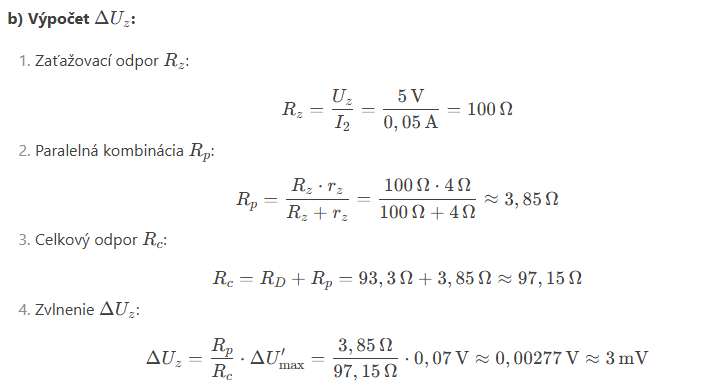 b) Výpočet ΔU_z:
1. Zaťažovací odpor R_z:
R_z = U_z / I_2 = 5 V / 0,05 A = 100 Ω
2. Paralelná kombinácia R_p:
R_p = R_z · r_z / R_z + r_z = 100 Ω · 4 Ω / 100 Ω + 4 Ω ≈ 3,85 Ω
3. Celkový odpor R_c:
R_c = R_D + R_p = 93,3 Ω + 3,85 Ω ≈ 97,15 Ω
4. Zvlnenie ΔU_z:
ΔU_z = R_p / R_c · ΔU′_max = 3,85 Ω / 97,15 Ω · 0,07 V ≈ 0,00277 V ≈ 3 mV